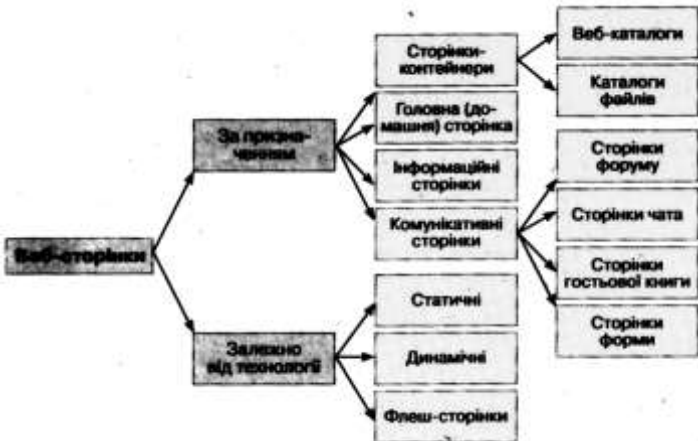 Веб-сторінки
За призна-
ченням
Залежно
від технології
Сторінки-
контейнери
Головна (до-
машня) сторінка
Інформаційні
сторінки
Комунікативні
сторінки
Статичні
Динамічні
Флеш-сторінки
Веб-каталоги
Каталоги
файлів
Сторінки
форуму
Сторінки чата
Сторінки
гостьової книги
Сторінки
форми